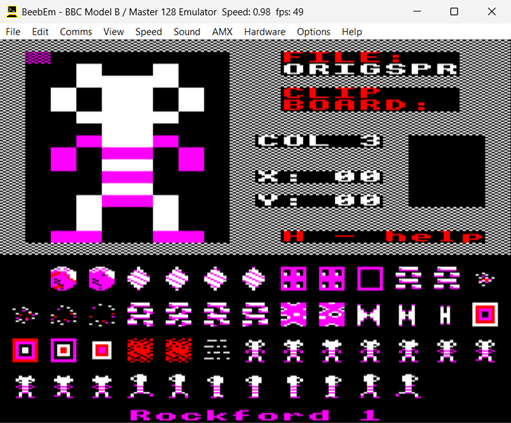 BeebEm - BBC Model B / Master 128 Emulator Speed: 0.98 fps: 49
File Edit Comms View Speed Sound AMX Hardware Options Help
FILE:
ORIGSPR
CLIP
BOARD:
COL 3
X: 00
Y: 00
H - help
Rockford 1